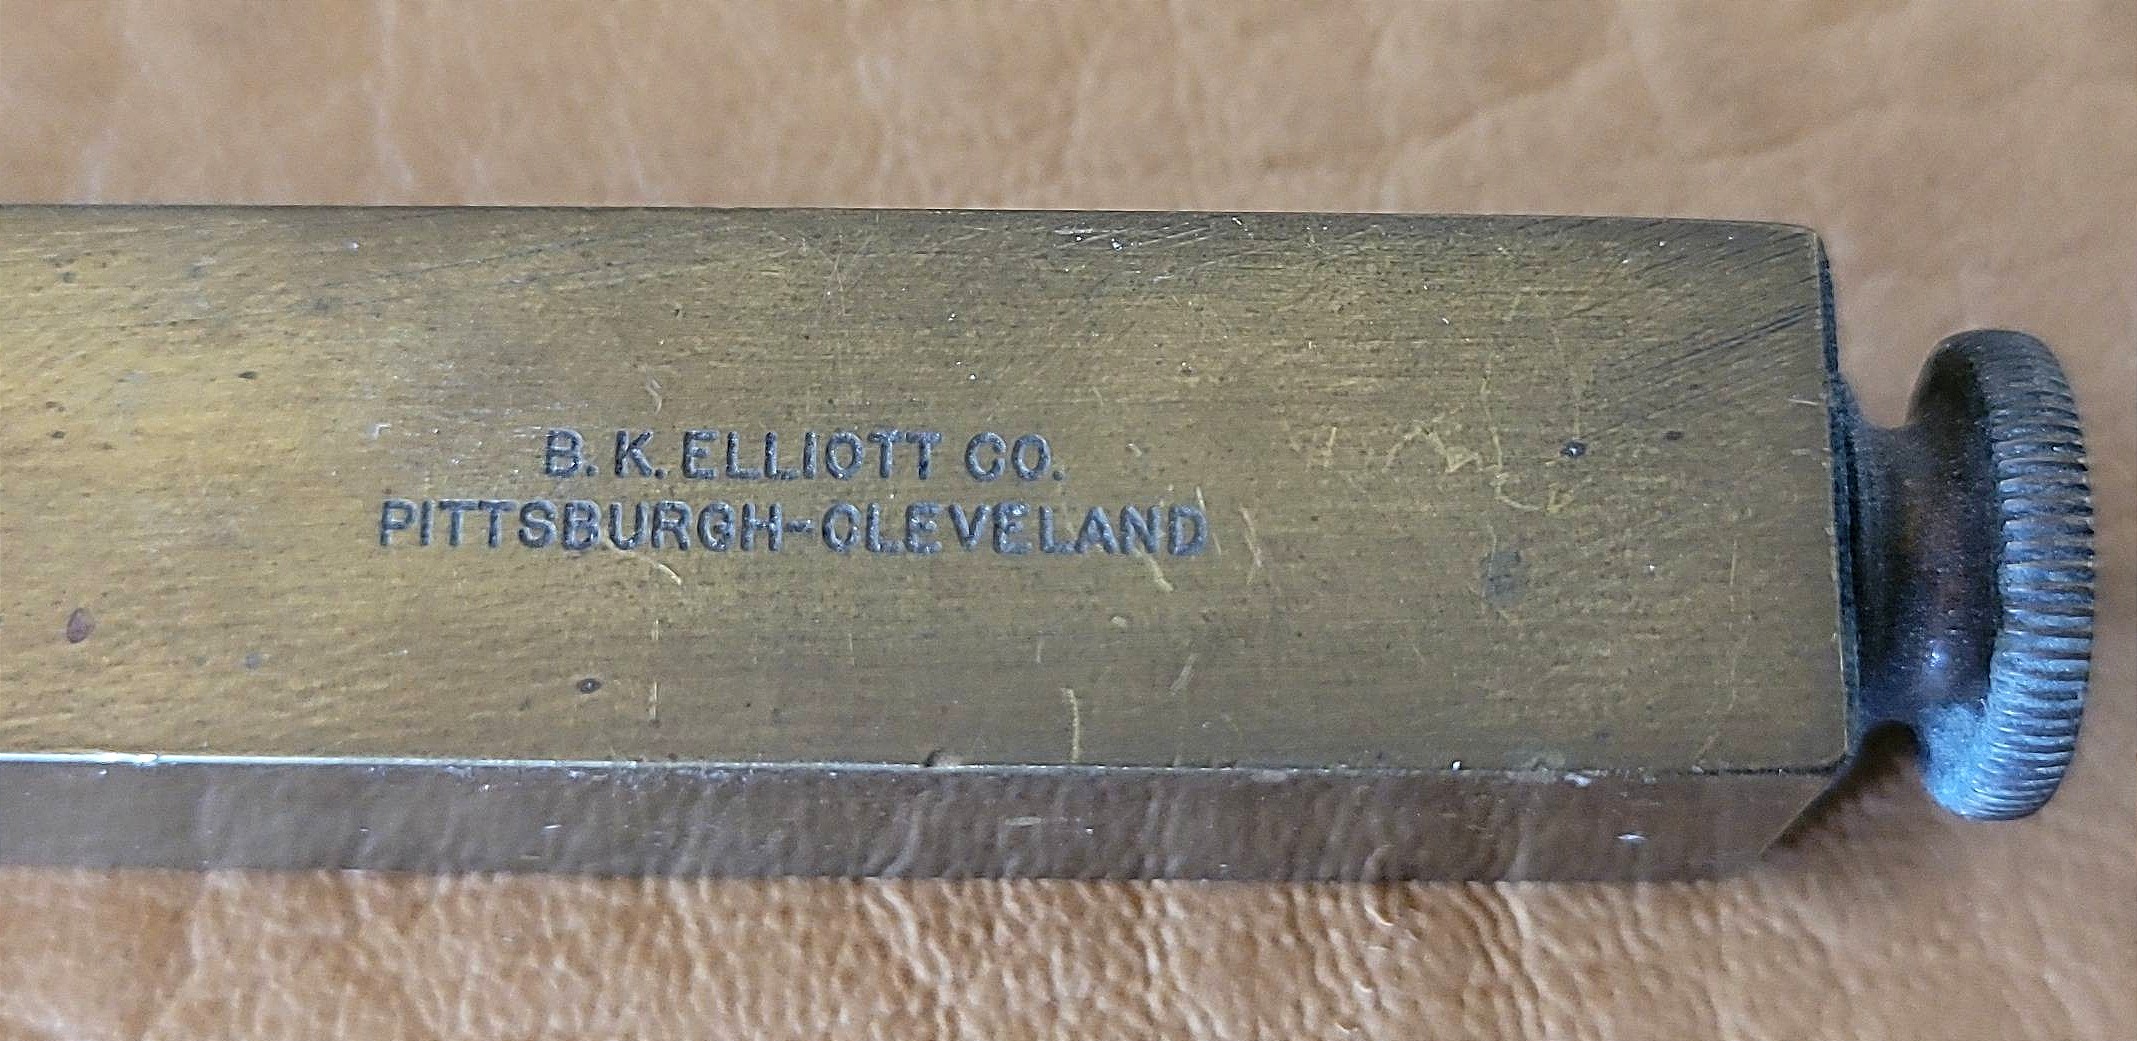 B. K. ELLIOTT CO.
PITTSBURGH-CLEVELAND